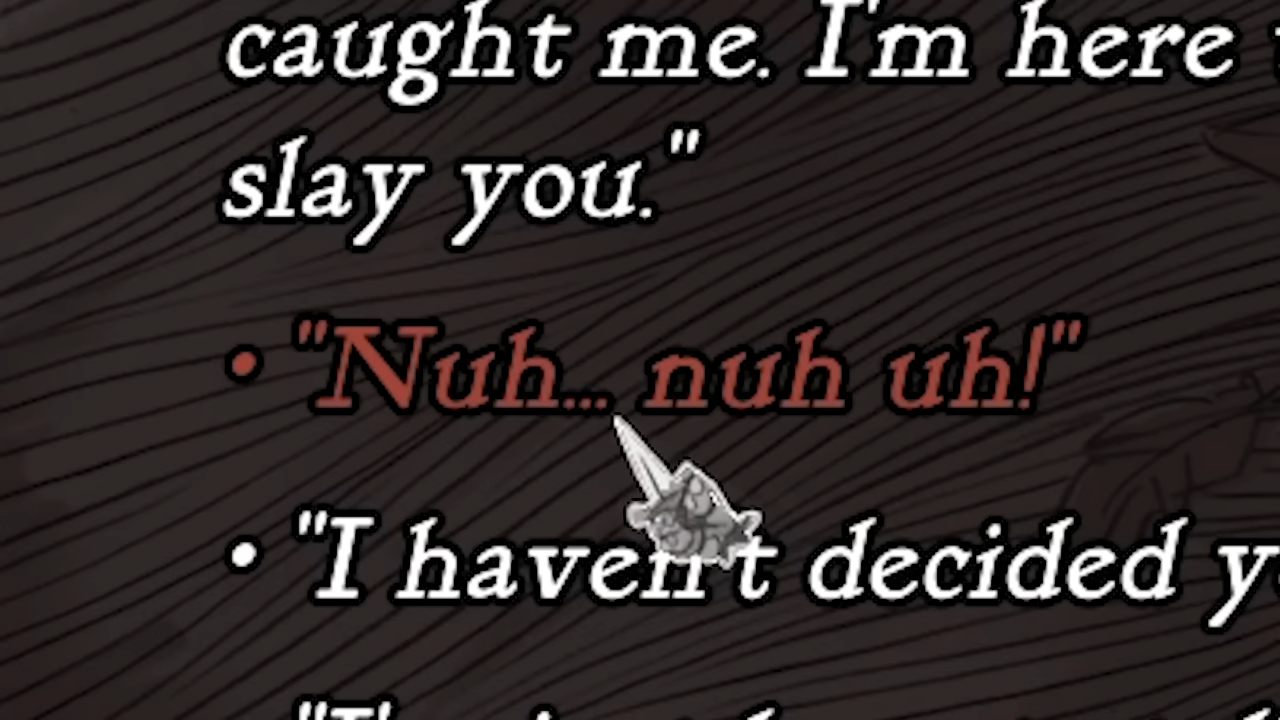 caught me. I'm here
slay you."
• "Nuh... nuh uh!"
• "I haven't decided